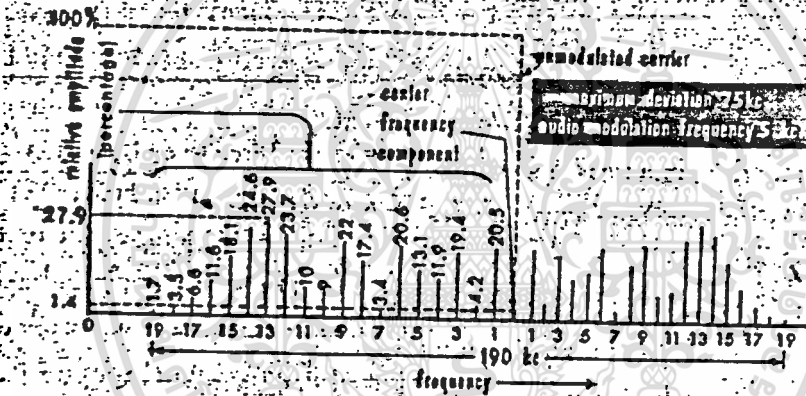 100%
unmodulated carrier
relative amplitude
(percentage)
center
frequency
component
maximum deviation 75kc
audio modulation frequency 5kc
27.9
1.4
1.7
3.5
6.8
11.6
18.1
24.6
27.9
23.7
10
9
22
17.4
3.4
20.6
13.1
11.9
19.4
4.2
20.5
0
19 17 15 13 11 9 7 5 3 1 1 3 5 7 9 11 13 15 17 19
190 kc
frequency